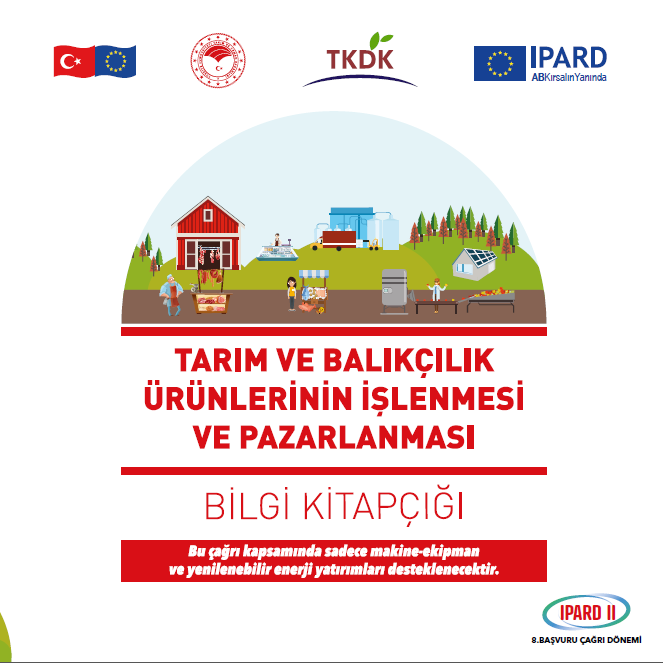 TKDK
IPARD
ABKırsalınYanında
TARIM VE BALIKÇILIK
ÜRÜNLERİNİN İŞLENMESİ
VE PAZARLANMASI
BİLGİ KİTAPÇIĞI
Bu çağrı kapsamında sadece makine-ekipman
ve yenilenebilir enerji yatırımları desteklenecektir.
IPARD II
8.BAŞVURU ÇAĞRI DÖNEMİ